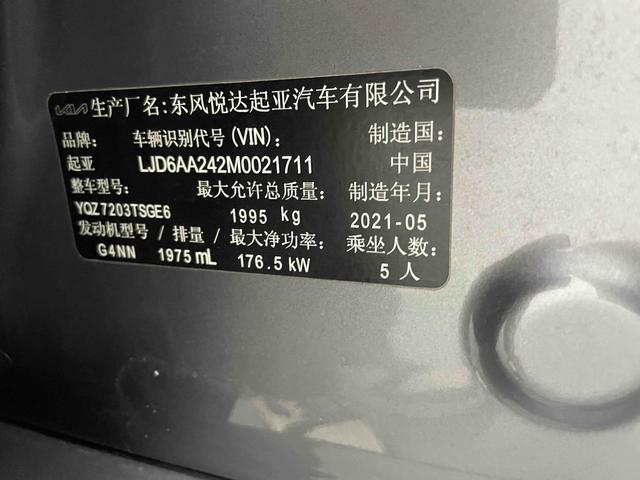 KIA 生产厂名:东风悦达起亚汽车有限公司
品牌: 车辆识别代号(VIN): 制造国:
起亚 LJD6AA242M0021711 中国
整车型号: 最大允许总质量: 制造年月:
YQZ7203TSGE6 1995 kg 2021-05
发动机型号/排量/最大净功率: 乘坐人数:
G4NN 1975 mL 176.5 kW 5 人